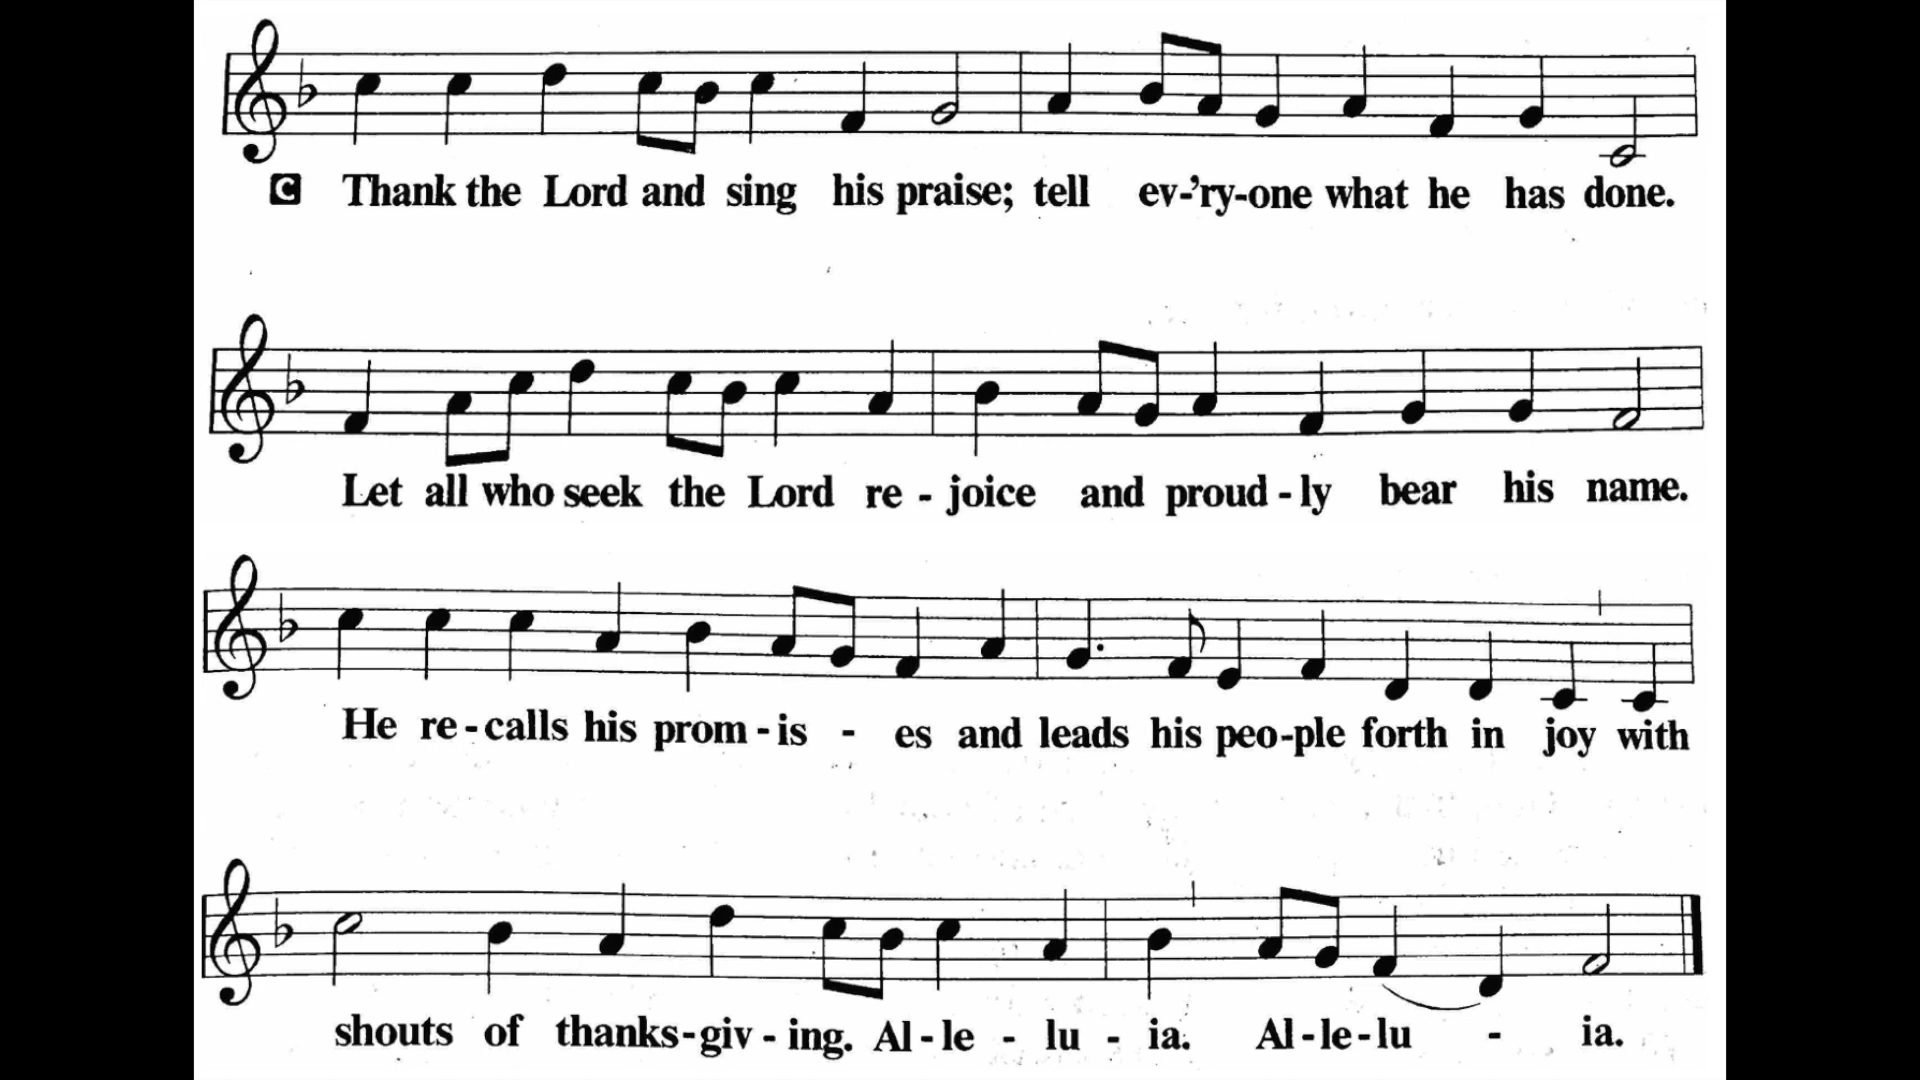 C Thank the Lord and sing his praise; tell ev-'ry-one what he has done.
Let all who seek the Lord re - joice and proud - ly bear his name.
He re - calls his prom - is - es and leads his peo-ple forth in joy with
shouts of thanks-giv - ing. Al - le - lu - ia. Al - le - lu - ia.